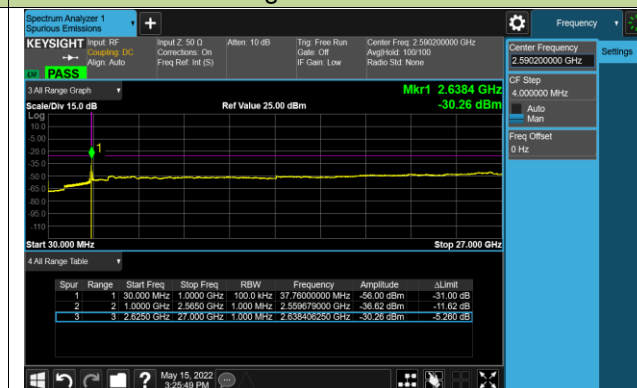 Spectrum Analyzer 1
Spurious Emissions
Frequency
KEYSIGHT
Input: RF
Coupling: DC
Align: Auto
Input Z: 50 Ω
Corrections: On
Freq Ref: Int (S)
Atten: 10 dB
Trig: Free Run
Gate: Off
IF Gain: Low
Center Freq: 2.590200000 GHz
Avg|Hold: 100/100
Radio Std: None
PASS
3 All Range Graph
Mkr1 2.6384 GHz
Scale/Div 15.0 dB
Ref Value 25.00 dBm
-30.26 dBm
Log
10.0
-5.00
-20.0
-35.0
-50.0
-65.0
-80.0
-95.0
-110
1
Start 30.000 MHz
Stop 27.000 GHz
4 All Range Table
Spur Range Start Freq Stop Freq RBW Frequency Amplitude ΔLimit
1 1 30.000 MHz 1.0000 GHz 100.0 kHz 37.76000000 MHz -56.00 dBm -31.00 dB
2 2 1.0000 GHz 2.5650 GHz 1.000 MHz 2.559679000 GHz -36.62 dBm -11.62 dB
3 3 2.6250 GHz 27.000 GHz 1.000 MHz 2.638406250 GHz -30.26 dBm -5.260 dB
May 15, 2022
3:25:49 PM
Center Frequency
2.590200000 GHz
Settings
CF Step
4.000000 MHz
Auto
Man
Freq Offset
0 Hz